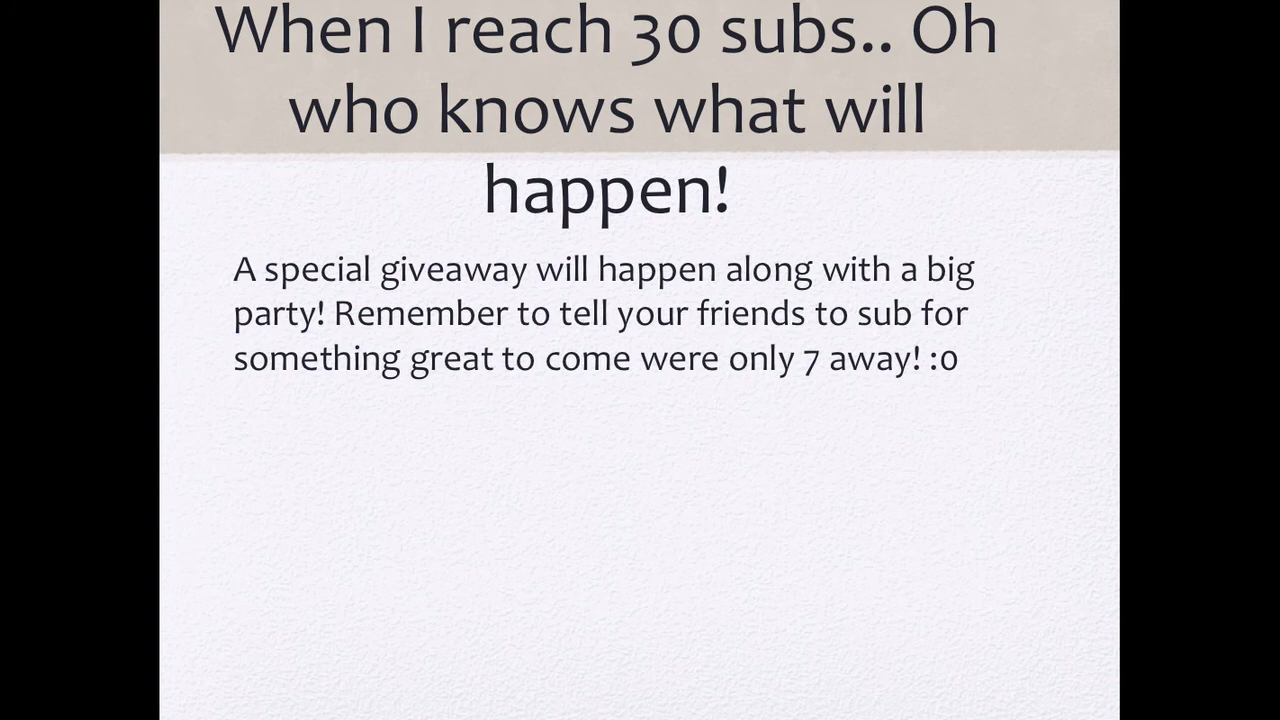 When I reach 30 subs.. Oh
who knows what will
happen!
A special giveaway will happen along with a big
party! Remember to tell your friends to sub for
something great to come were only 7 away! :0